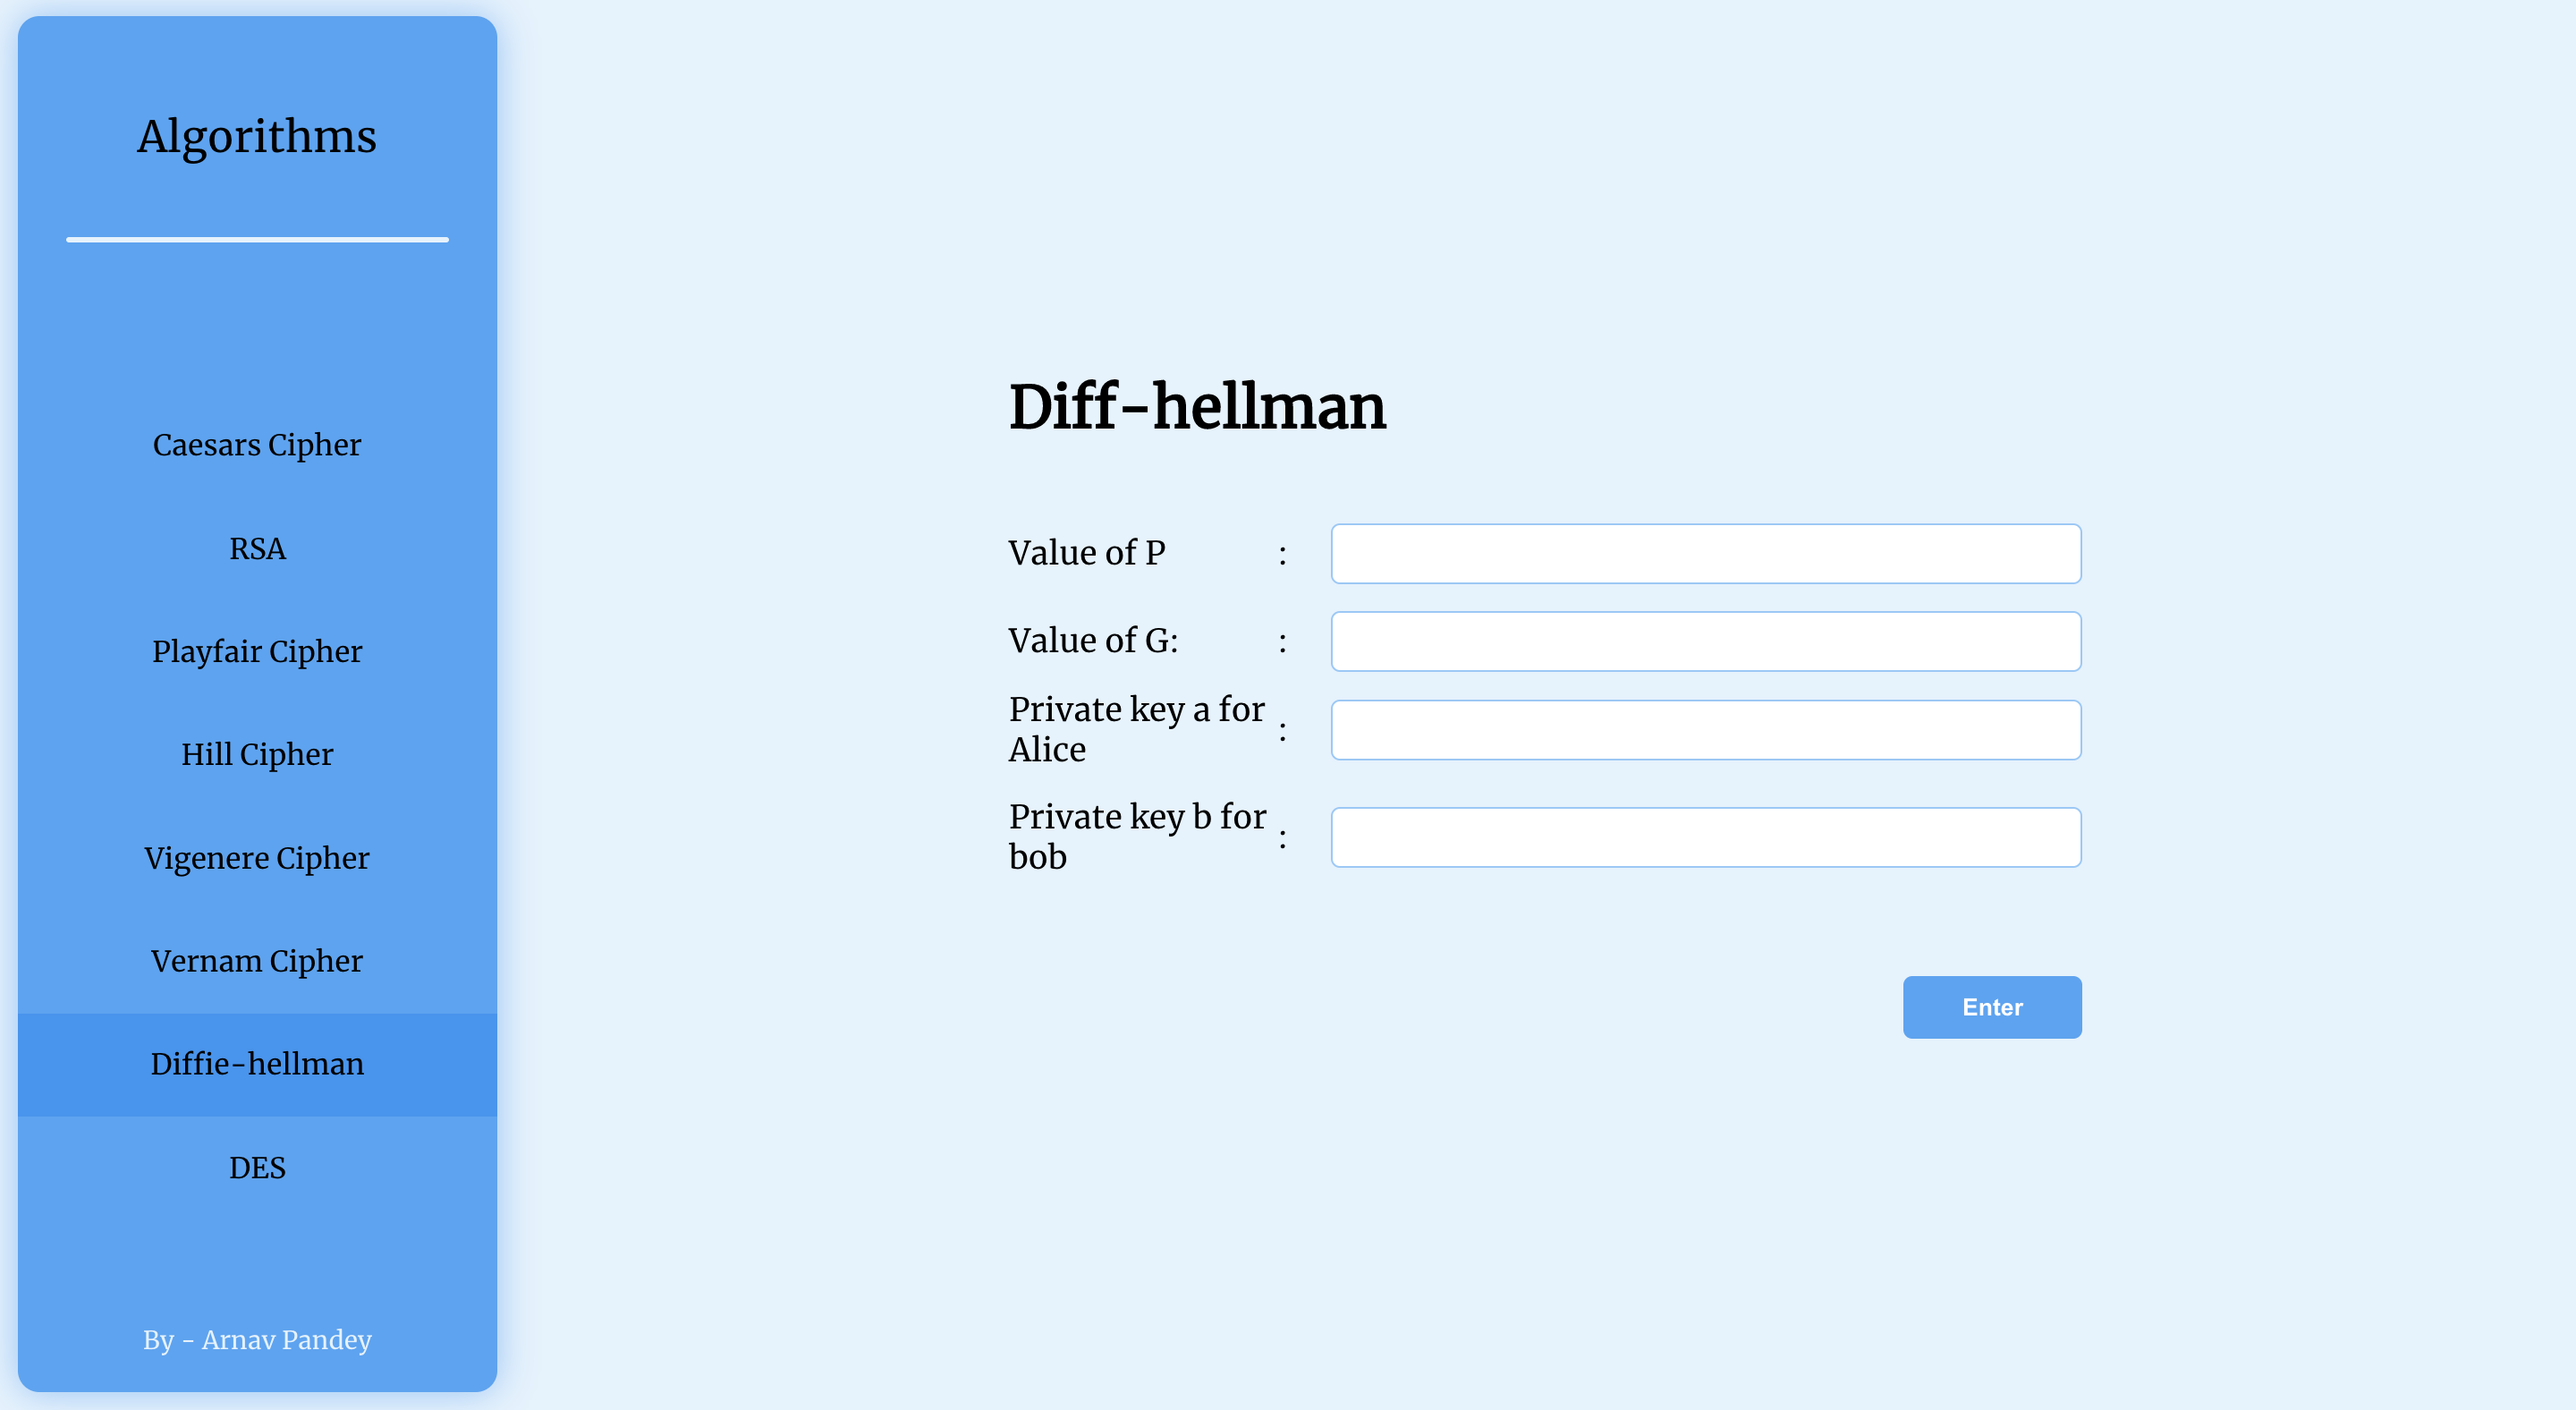 Algorithms
Caesars Cipher
RSA
Playfair Cipher
Hill Cipher
Vigenere Cipher
Vernam Cipher
Diffie-hellman
DES
By - Arnav Pandey
Diff-hellman
Value of P :
Value of G: :
Private key a for
Alice :
Private key b for
bob :
Enter